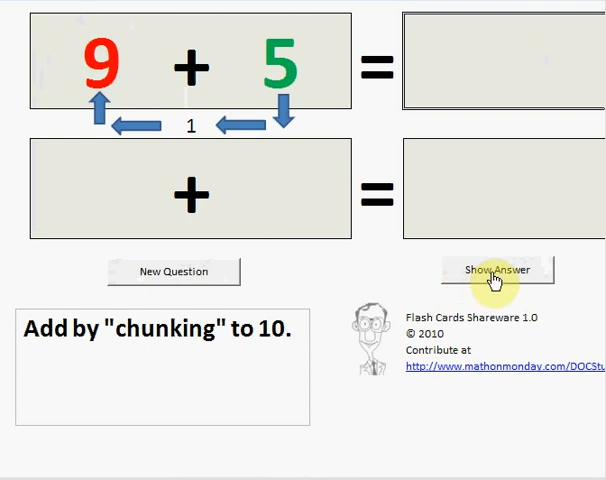 9 + 5 =
1
+ =
New Question
Show Answer
Add by "chunking" to 10.
Flash Cards Shareware 1.0
© 2010
Contribute at
http://www.mathonmonday.com/DOCStu